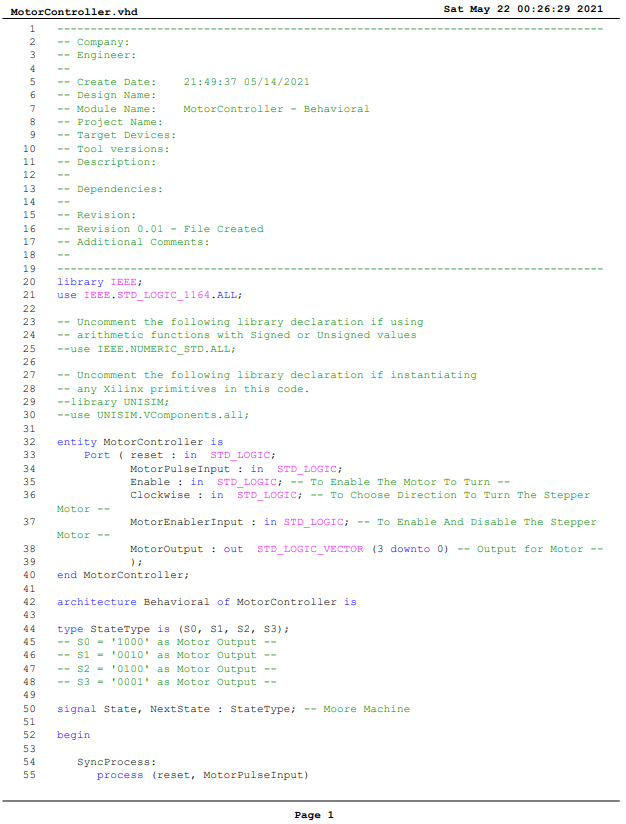 MotorController.vhd Sat May 22 00:26:29 2021
1 ----------------------------------------------------------------------------------
2 -- Company:
3 -- Engineer:
4 --
5 -- Create Date:    21:49:37 05/14/2021
6 -- Design Name:
7 -- Module Name:    MotorController - Behavioral
8 -- Project Name:
9 -- Target Devices:
10 -- Tool versions:
11 -- Description:
12 --
13 -- Dependencies:
14 --
15 -- Revision:
16 -- Revision 0.01 - File Created
17 -- Additional Comments:
18 --
19 ----------------------------------------------------------------------------------
20 library IEEE;
21 use IEEE.STD_LOGIC_1164.ALL;
22
23 -- Uncomment the following library declaration if using
24 -- arithmetic functions with Signed or Unsigned values
25 --use IEEE.NUMERIC_STD.ALL;
26
27 -- Uncomment the following library declaration if instantiating
28 -- any Xilinx primitives in this code.
29 --library UNISIM;
30 --use UNISIM.VComponents.all;
31
32 entity MotorController is
33     Port ( reset : in  STD_LOGIC;
34            MotorPulseInput : in  STD_LOGIC;
35            Enable : in  STD_LOGIC; -- To Enable The Motor To Turn --
36            Clockwise : in  STD_LOGIC; -- To Choose Direction To Turn The Stepper
Motor --
37            MotorEnablerInput : in STD_LOGIC; -- To Enable And Disable The Stepper
Motor --
38            MotorOutput : out  STD_LOGIC_VECTOR (3 downto 0) -- Output for Motor --
39            );
40 end MotorController;
41
42 architecture Behavioral of MotorController is
43
44 type StateType is (S0, S1, S2, S3);
45 -- S0 = '1000' as Motor Output --
46 -- S1 = '0010' as Motor Output --
47 -- S2 = '0100' as Motor Output --
48 -- S3 = '0001' as Motor Output --
49
50 signal State, NextState : StateType; -- Moore Machine
51
52 begin
53
54    SyncProcess:
55       process (reset, MotorPulseInput)
Page 1